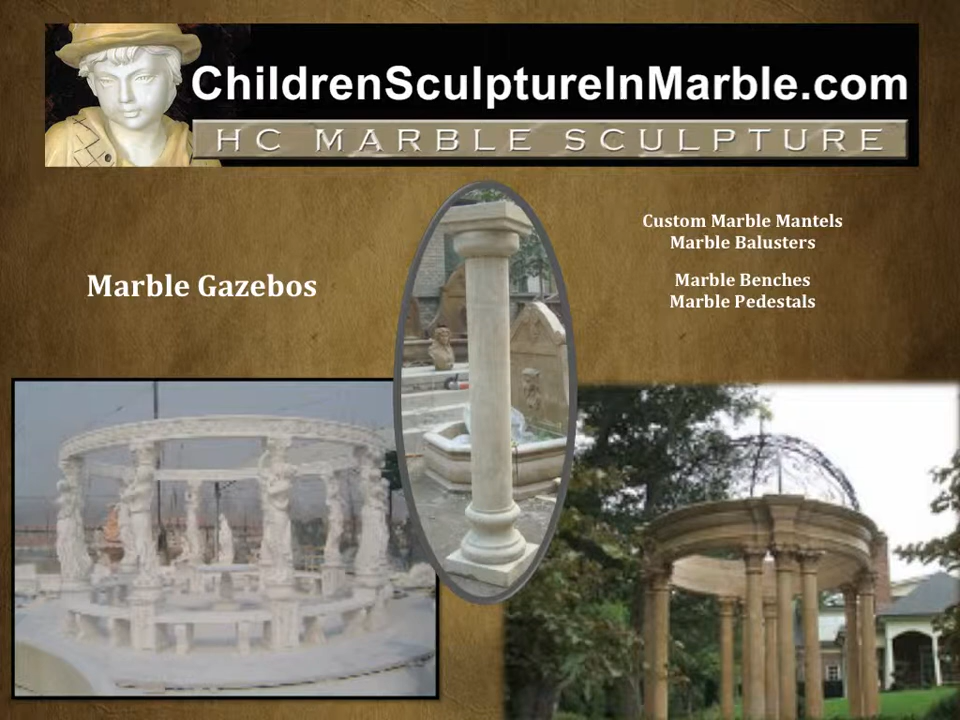 ChildrenSculptureInMarble.com
HC MARBLE SCULPTURE
Marble Gazebos
Custom Marble Mantels
Marble Balusters
Marble Benches
Marble Pedestals